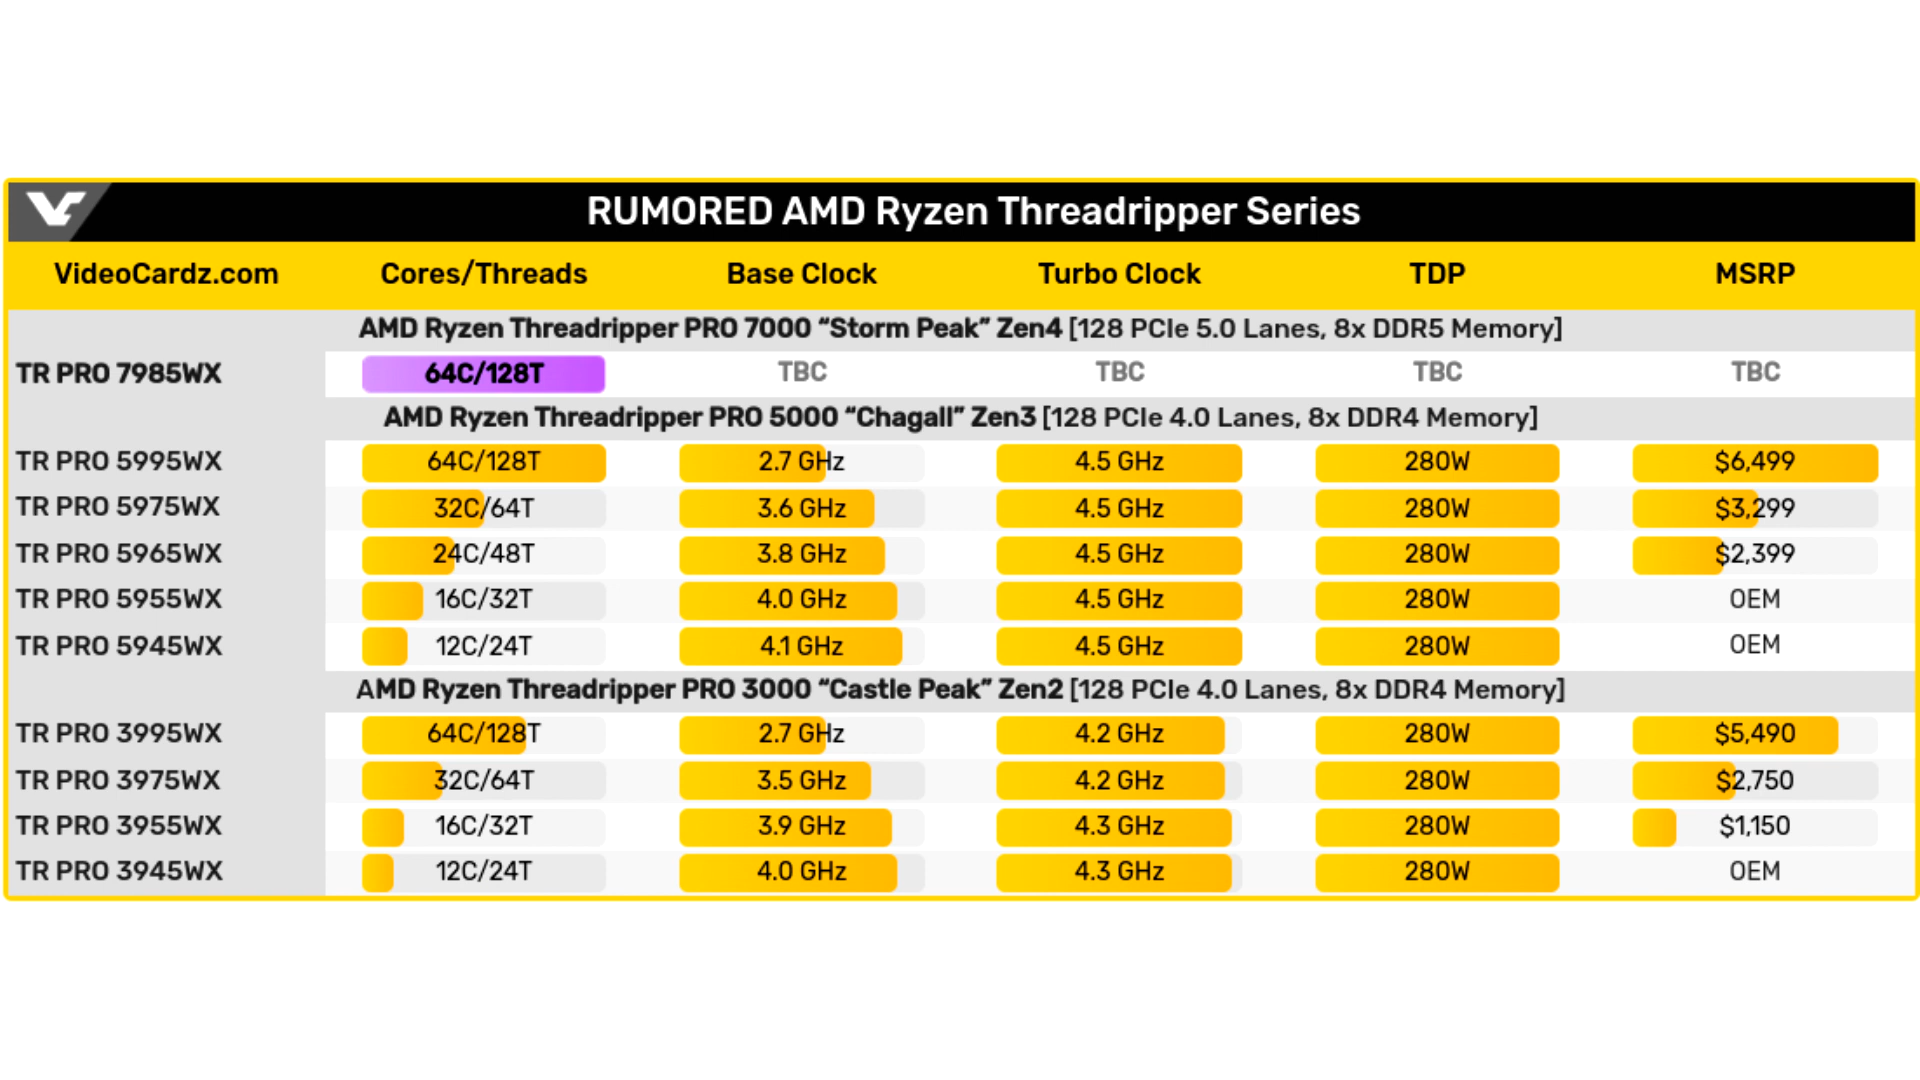 RUMORED AMD Ryzen Threadripper Series
VideoCardz.com Cores/Threads Base Clock Turbo Clock TDP MSRP
AMD Ryzen Threadripper PRO 7000 “Storm Peak” Zen4 [128 PCIe 5.0 Lanes, 8x DDR5 Memory]
TR PRO 7985WX 64C/128T TBC TBC TBC TBC
AMD Ryzen Threadripper PRO 5000 “Chagall” Zen3 [128 PCIe 4.0 Lanes, 8x DDR4 Memory]
TR PRO 5995WX 64C/128T 2.7 GHz 4.5 GHz 280W $6,499
TR PRO 5975WX 32C/64T 3.6 GHz 4.5 GHz 280W $3,299
TR PRO 5965WX 24C/48T 3.8 GHz 4.5 GHz 280W $2,399
TR PRO 5955WX 16C/32T 4.0 GHz 4.5 GHz 280W OEM
TR PRO 5945WX 12C/24T 4.1 GHz 4.5 GHz 280W OEM
AMD Ryzen Threadripper PRO 3000 “Castle Peak” Zen2 [128 PCIe 4.0 Lanes, 8x DDR4 Memory]
TR PRO 3995WX 64C/128T 2.7 GHz 4.2 GHz 280W $5,490
TR PRO 3975WX 32C/64T 3.5 GHz 4.2 GHz 280W $2,750
TR PRO 3955WX 16C/32T 3.9 GHz 4.3 GHz 280W $1,150
TR PRO 3945WX 12C/24T 4.0 GHz 4.3 GHz 280W OEM